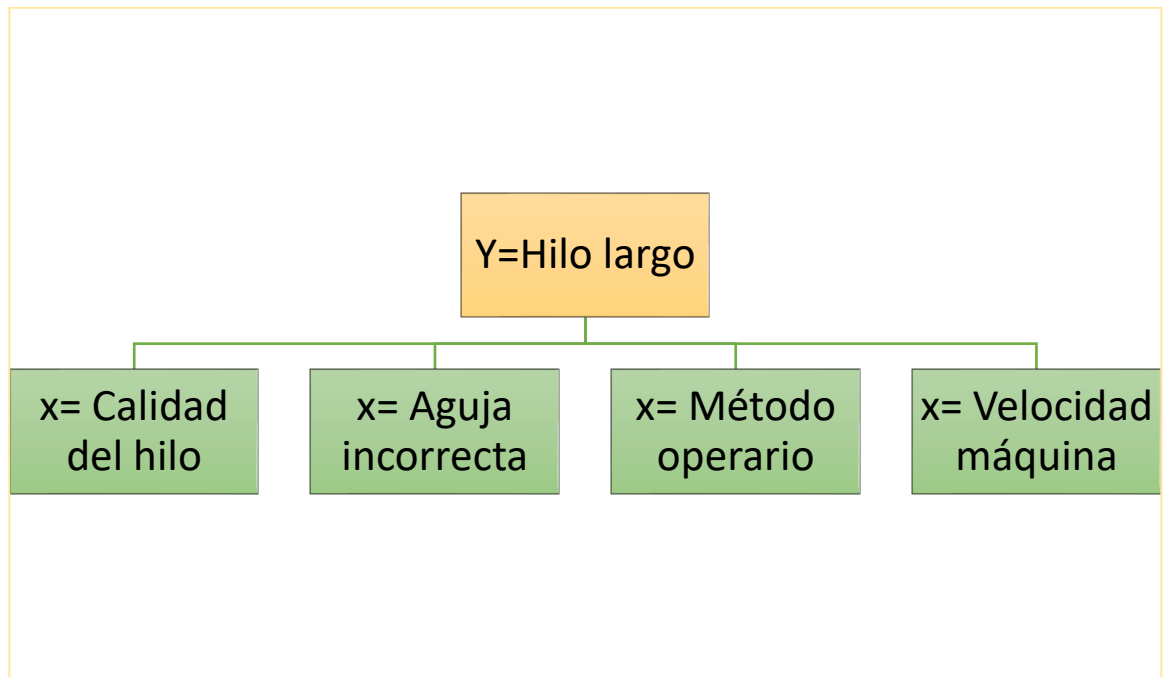 Y=Hilo largo
x= Calidad
del hilo
x= Aguja
incorrecta
x= Método
operario
x= Velocidad
máquina